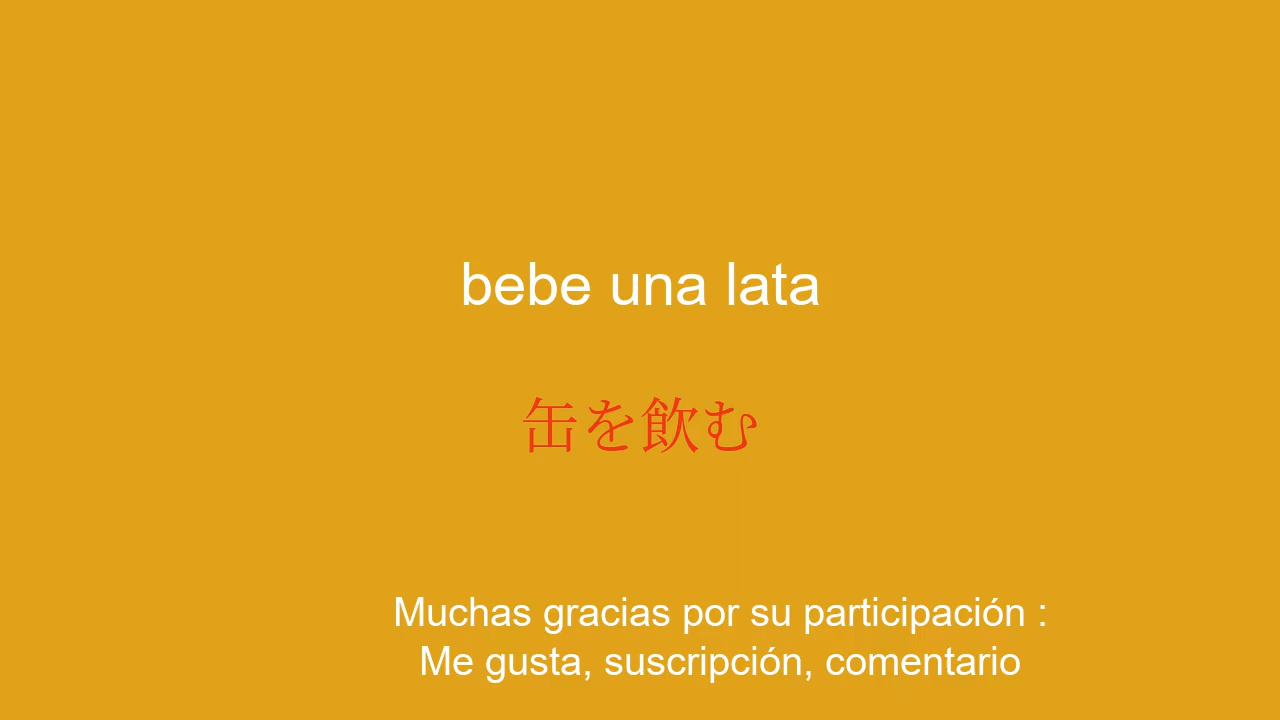 bebe una lata
缶を飲む
Muchas gracias por su participación :
Me gusta, suscripción, comentario